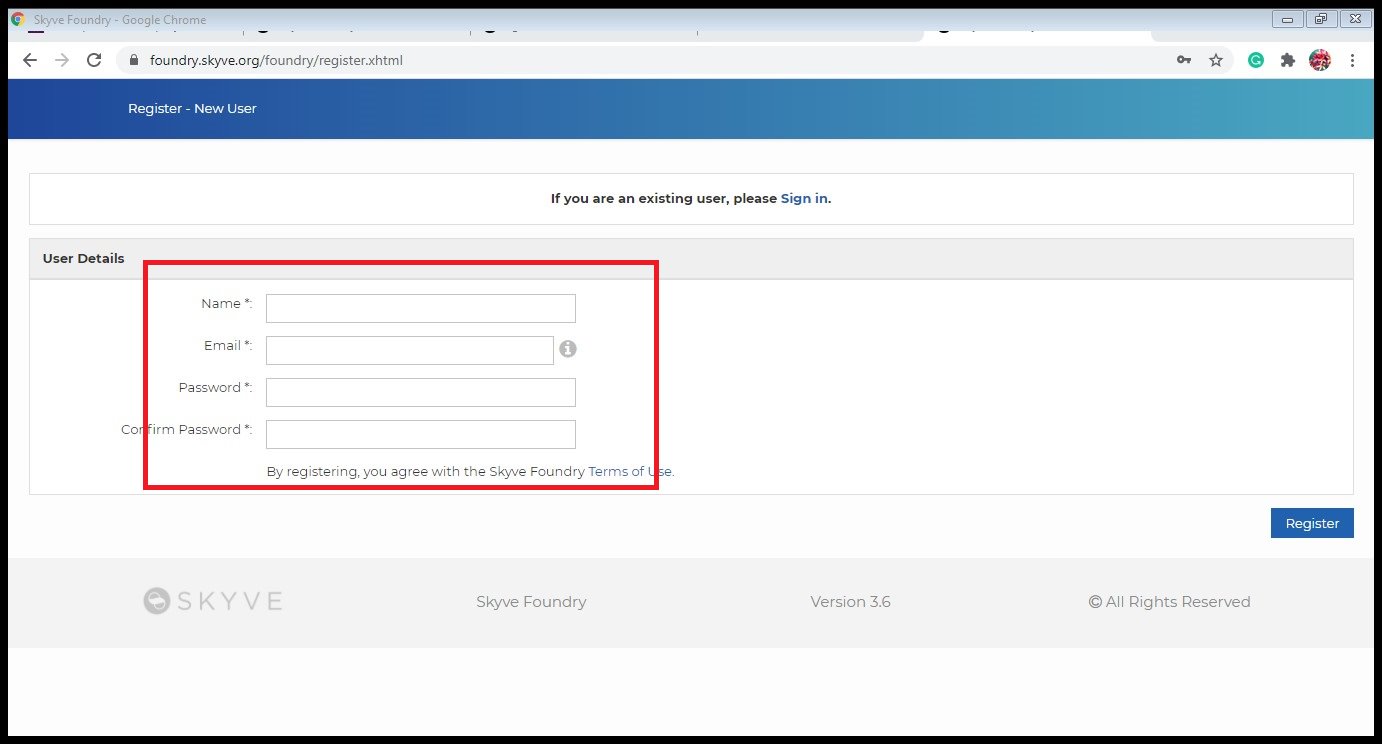 Skyve Foundry - Google Chrome
foundry.skyve.org/foundry/register.xhtml
Register - New User
If you are an existing user, please Sign in.
User Details
Name *:
Email *:
Password *:
Confirm Password *:
By registering, you agree with the Skyve Foundry Terms of Use.
Register
SKYVE
Skyve Foundry
Version 3.6
© All Rights Reserved